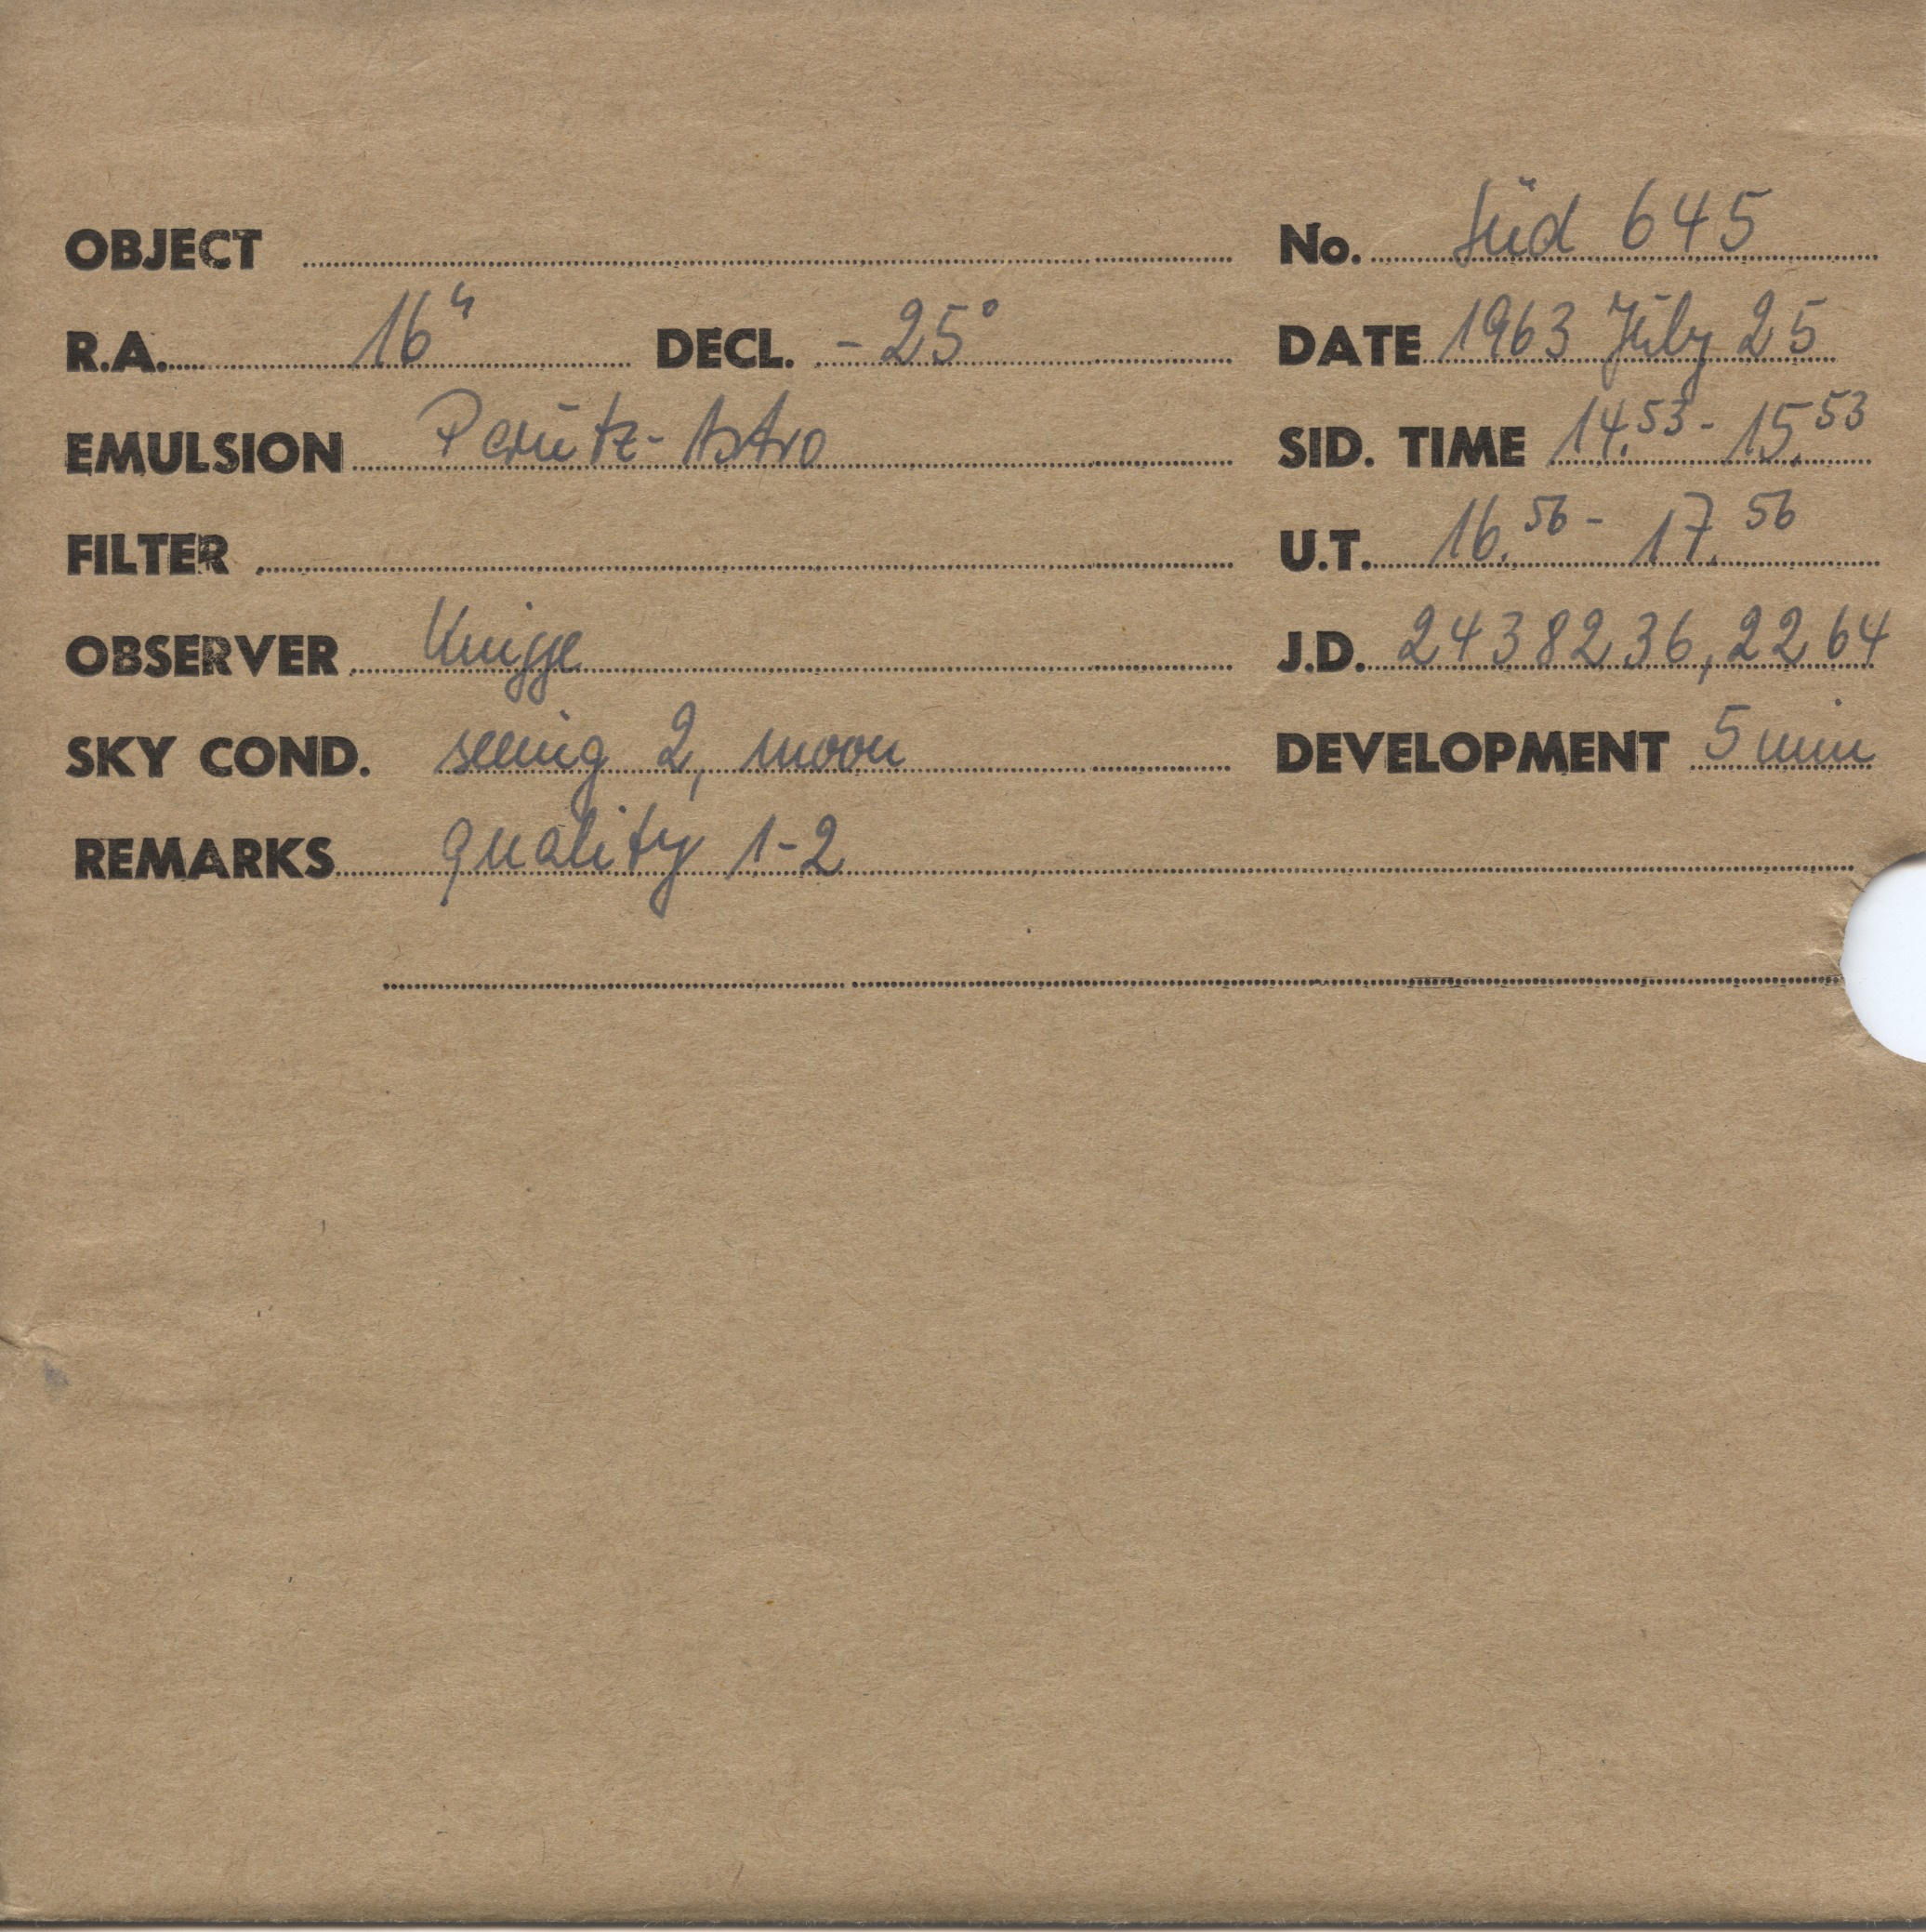 OBJECT No. Süd 645
R.A. 16ʰ DECL. -25° DATE 1963 July 25
EMULSION Perutz-Astro SID. TIME 14.53 - 15.53
FILTER U.T. 16.56 - 17.56
OBSERVER Knigge J.D. 2438236,2264
SKY COND. seeing 2, moon DEVELOPMENT 5 min
REMARKS quality 1-2